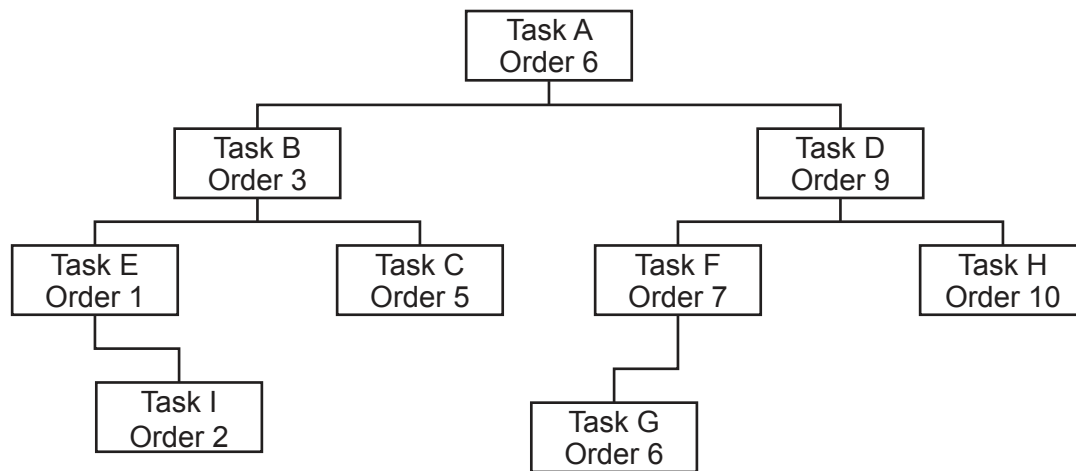 Task A
Order 6
Task B
Order 3
Task D
Order 9
Task E
Order 1
Task C
Order 5
Task F
Order 7
Task H
Order 10
Task I
Order 2
Task G
Order 6